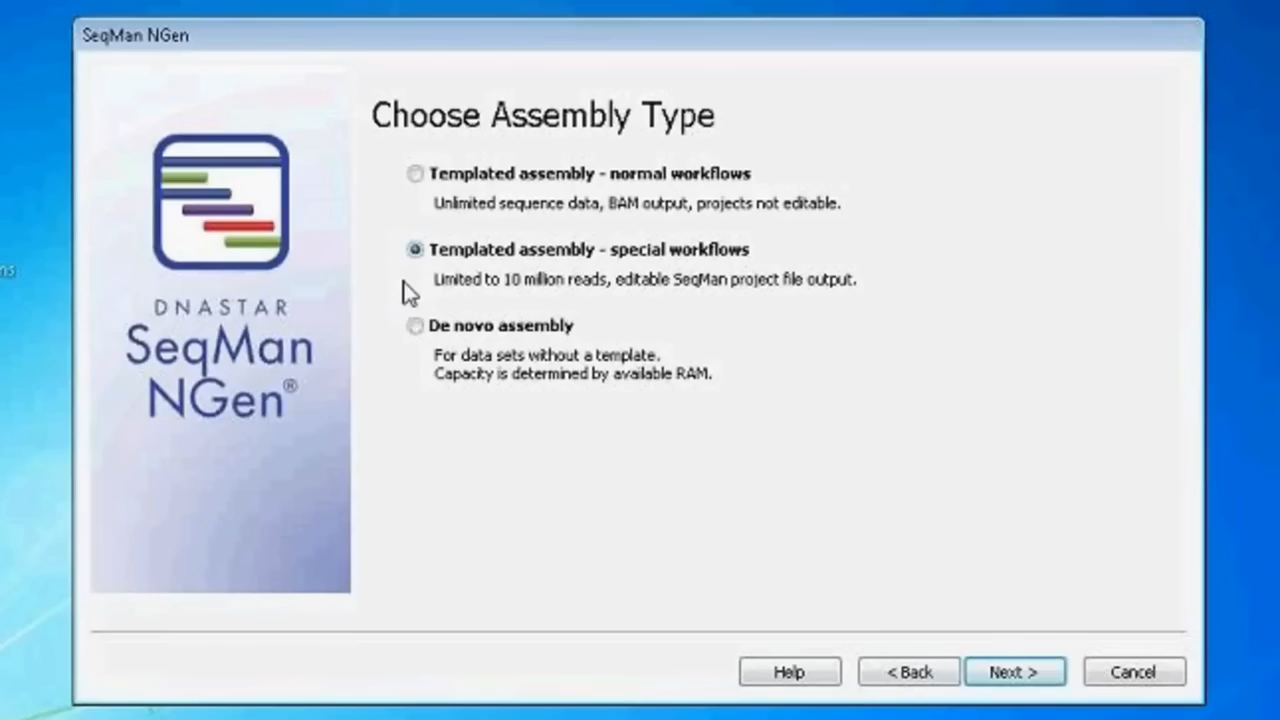 SeqMan NGen
Choose Assembly Type
Templated assembly - normal workflows
Unlimited sequence data, BAM output, projects not editable.
Templated assembly - special workflows
Limited to 10 million reads, editable SeqMan project file output.
De novo assembly
For data sets without a template.
Capacity is determined by available RAM.
DNASTAR
SeqMan
NGen®
Help
< Back
Next >
Cancel